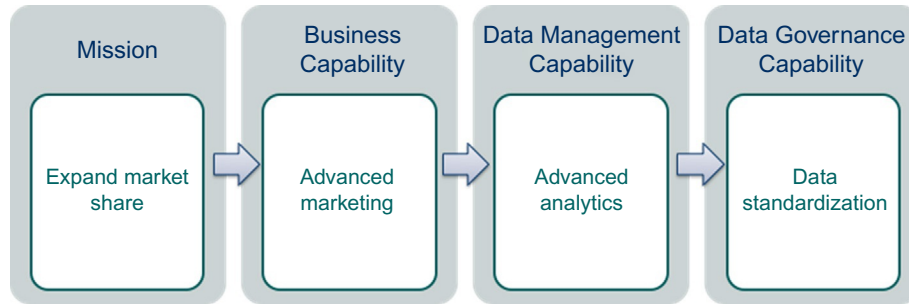 Mission
Expand market
share
Business
Capability
Advanced
marketing
Data Management
Capability
Advanced
analytics
Data Governance
Capability
Data
standardization